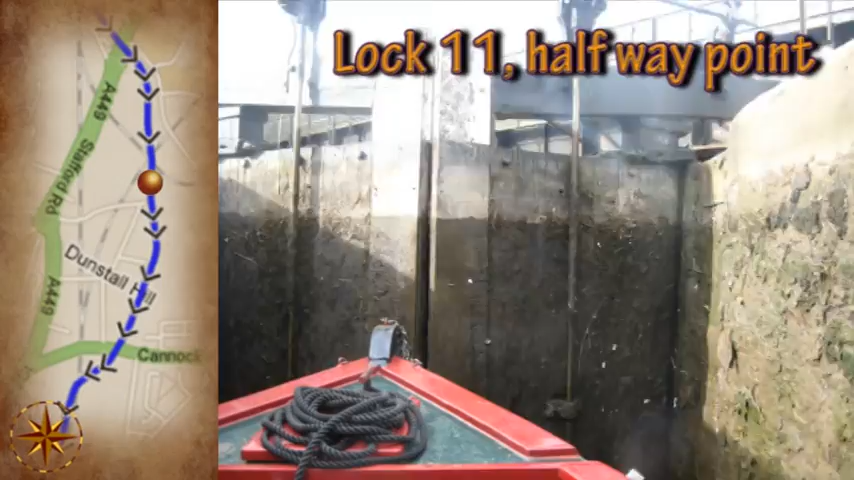 Lock 11, half way point
A449
Stafford Rd
Dunstall Hill
A449
Cannock